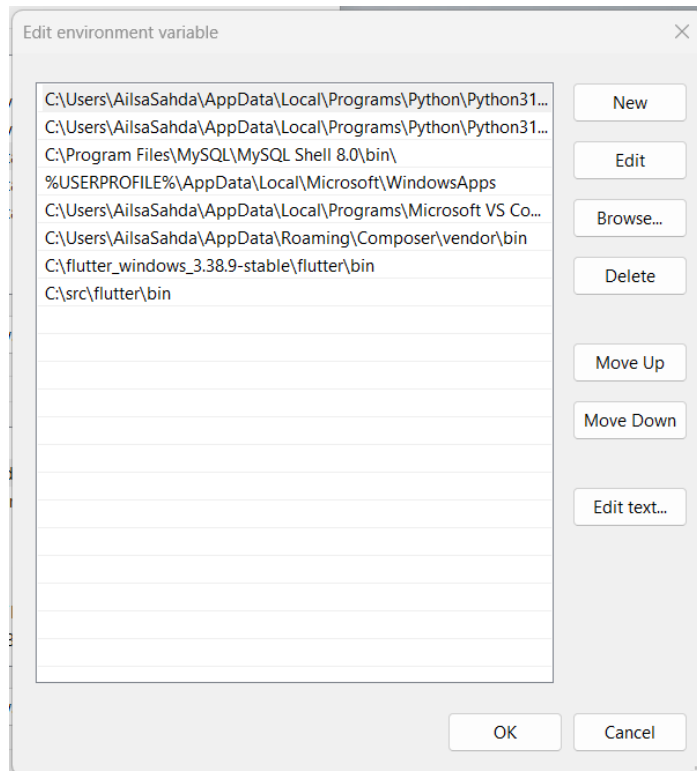 Edit environment variable
C:\Users\AilsaSahda\AppData\Local\Programs\Python\Python31...
C:\Users\AilsaSahda\AppData\Local\Programs\Python\Python31...
C:\Program Files\MySQL\MySQL Shell 8.0\bin\
%USERPROFILE%\AppData\Local\Microsoft\WindowsApps
C:\Users\AilsaSahda\AppData\Local\Programs\Microsoft VS Co...
C:\Users\AilsaSahda\AppData\Roaming\Composer\vendor\bin
C:\flutter_windows_3.38.9-stable\flutter\bin
C:\src\flutter\bin
New
Edit
Browse...
Delete
Move Up
Move Down
Edit text...
OK
Cancel